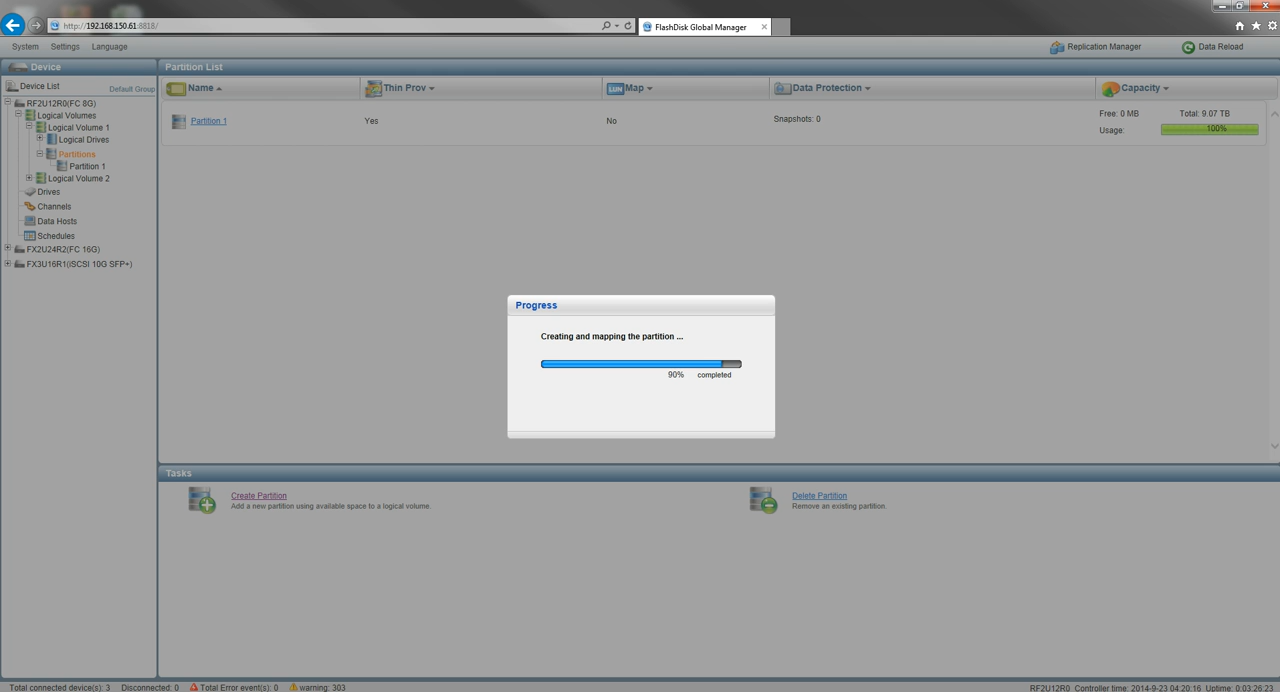 http://192.168.150.61:8818/
FlashDisk Global Manager
System Settings Language
Replication Manager
Data Reload
Device
Partition List
Device List
Default Group
Name
Thin Prov
LUN Map
Data Protection
Capacity
RF2U12R0(FC 8G)
Logical Volumes
Logical Volume 1
Logical Drives
Partitions
Partition 1
Logical Volume 2
Drives
Channels
Data Hosts
Schedules
FX2U24R2(FC 16G)
FX3U16R1(iSCSI 10G SFP+)
Partition 1
Yes
No
Snapshots: 0
Free: 0 MB
Total: 9.07 TB
Usage:
100%
Progress
Creating and mapping the partition ...
90% completed
Tasks
Create Partition
Add a new partition using available space to a logical volume.
Delete Partition
Remove an existing partition.
Total connected device(s): 3 Disconnected: 0 Total Error event(s): 0 warning: 303
RF2U12R0 Controller time: 2014-9-23 04:20:16 Uptime: 0:03:26:23